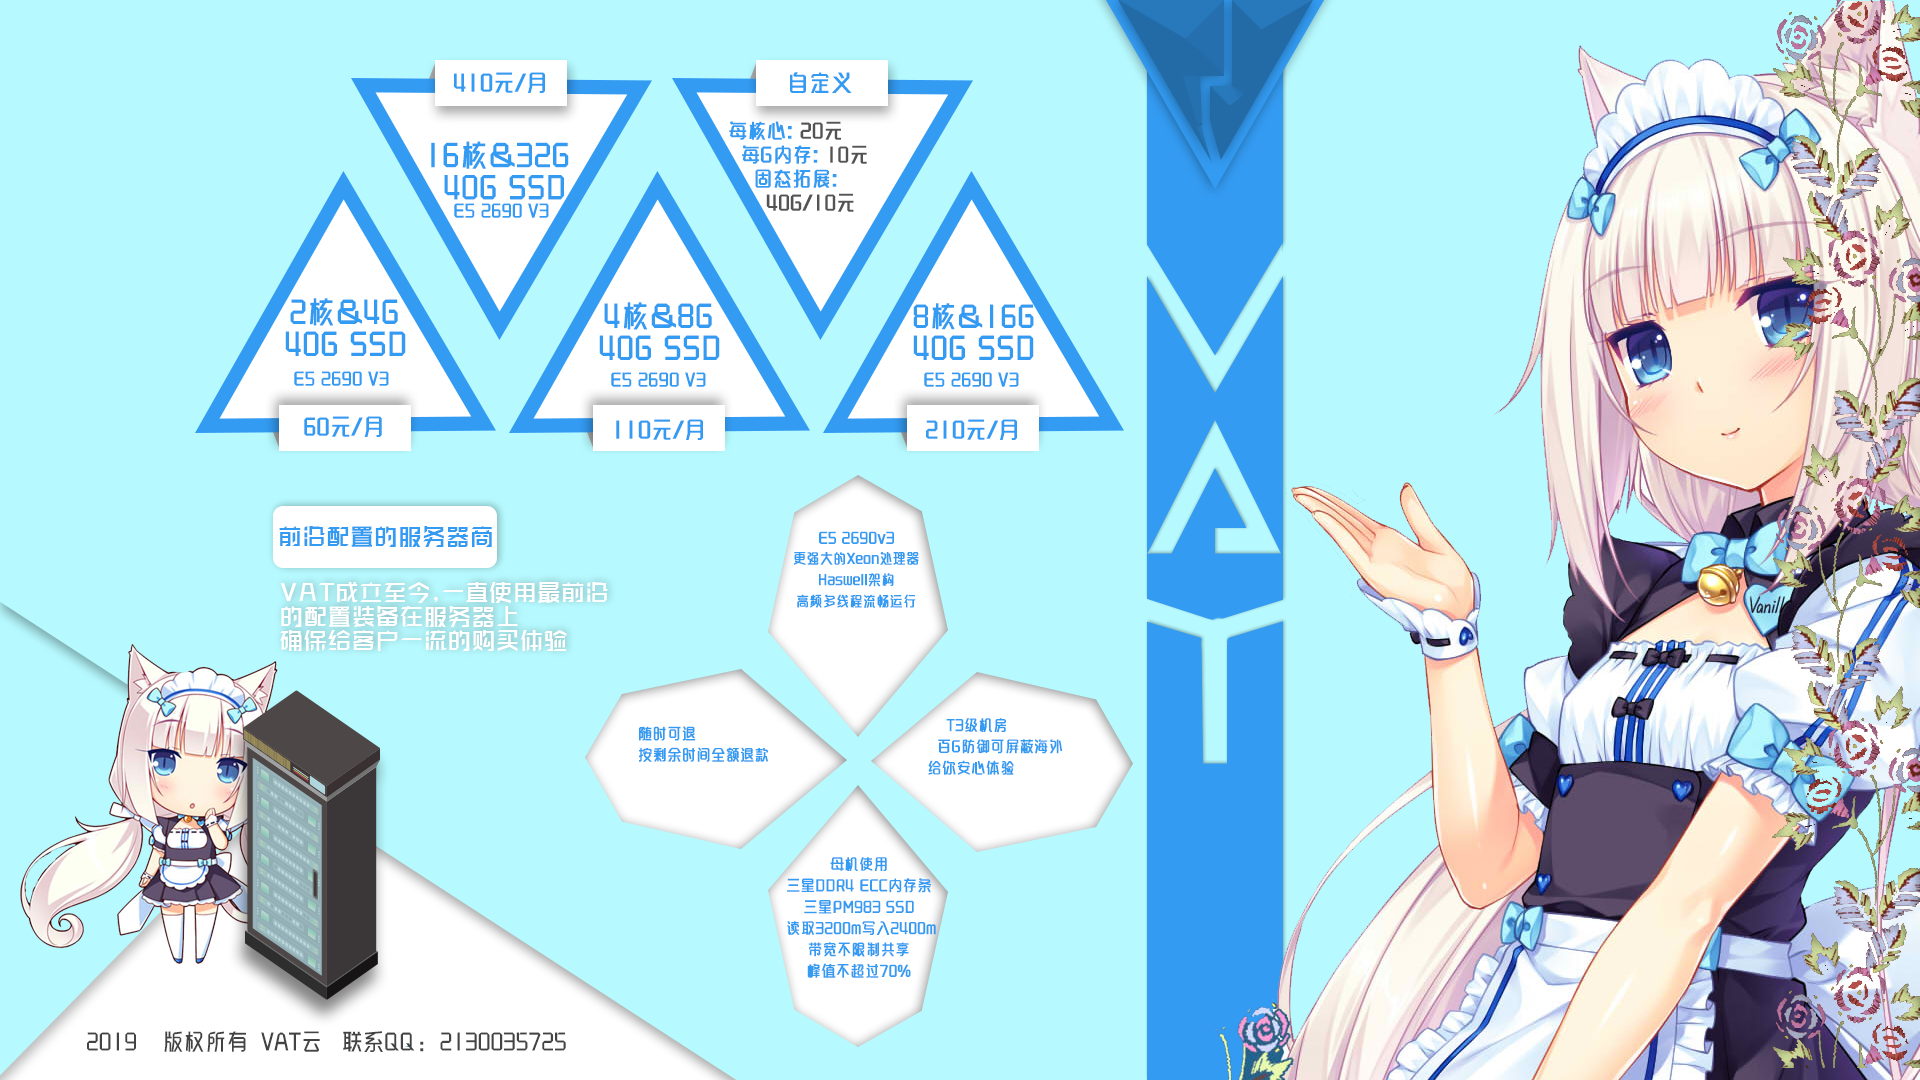 410元/月
16核&32G
40G SSD
E5 2690 V3
自定义
每核心: 20元
每G内存: 10元
固态拓展:
40G/10元
2核&4G
40G SSD
E5 2690 V3
60元/月
4核&8G
40G SSD
E5 2690 V3
110元/月
8核&16G
40G SSD
E5 2690 V3
210元/月
VAT
前沿配置的服务器商
VAT成立至今,一直使用最前沿
的配置装备在服务器上
确保给客户一流的购买体验
E5 2690v3
更强大的Xeon处理器
Haswell架构
高频多线程流畅运行
随时可退
按剩余时间全额退款
T3级机房
百G防御可屏蔽海外
给你安心体验
母机使用
三星DDR4 ECC内存条
三星PM983 SSD
读取3200m写入2400m
带宽不限制共享
峰值不超过70%
Vanill
2019 版权所有 VAT云 联系QQ: 2130035725